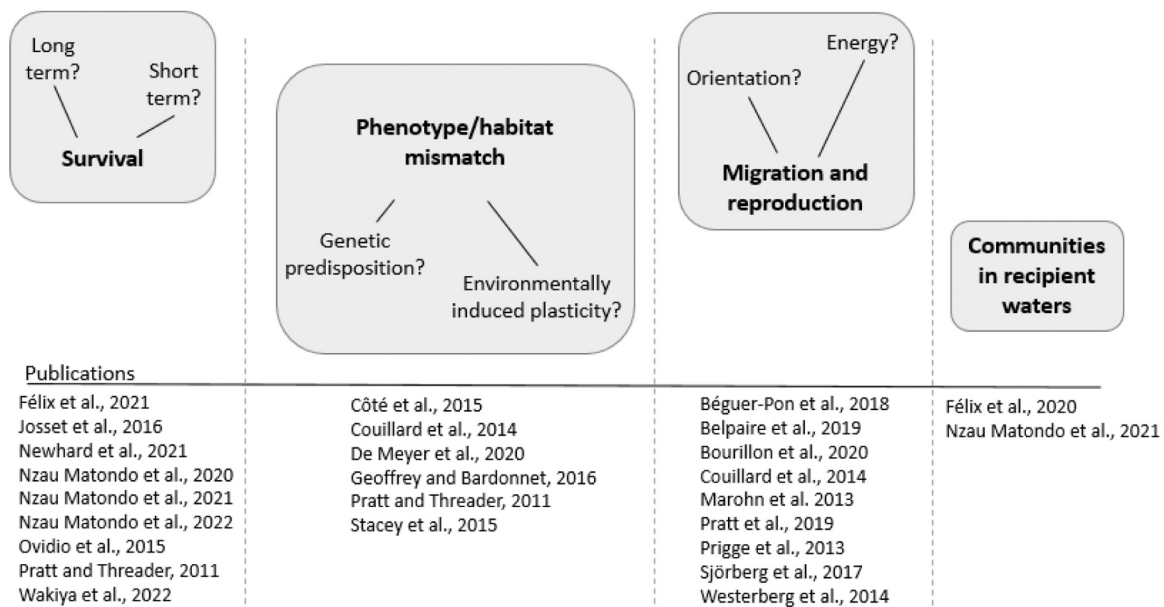 Long
term?
Short
term?
Survival
Phenotype/habitat
mismatch
Genetic
predisposition?
Environmentally
induced plasticity?
Energy?
Orientation?
Migration and
reproduction
Communities
in recipient
waters
Publications
Félix et al., 2021
Josset et al., 2016
Newhard et al., 2021
Nzau Matondo et al., 2020
Nzau Matondo et al., 2021
Nzau Matondo et al., 2022
Ovidio et al., 2015
Pratt and Threader, 2011
Wakiya et al., 2022
Côté et al., 2015
Couillard et al., 2014
De Meyer et al., 2020
Geoffrey and Bardonnet, 2016
Pratt and Threader, 2011
Stacey et al., 2015
Béguer-Pon et al., 2018
Belpaire et al., 2019
Bourillon et al., 2020
Couillard et al., 2014
Marohn et al. 2013
Pratt et al., 2019
Prigge et al., 2013
Sjörberg et al., 2017
Westerberg et al., 2014
Félix et al., 2020
Nzau Matondo et al., 2021